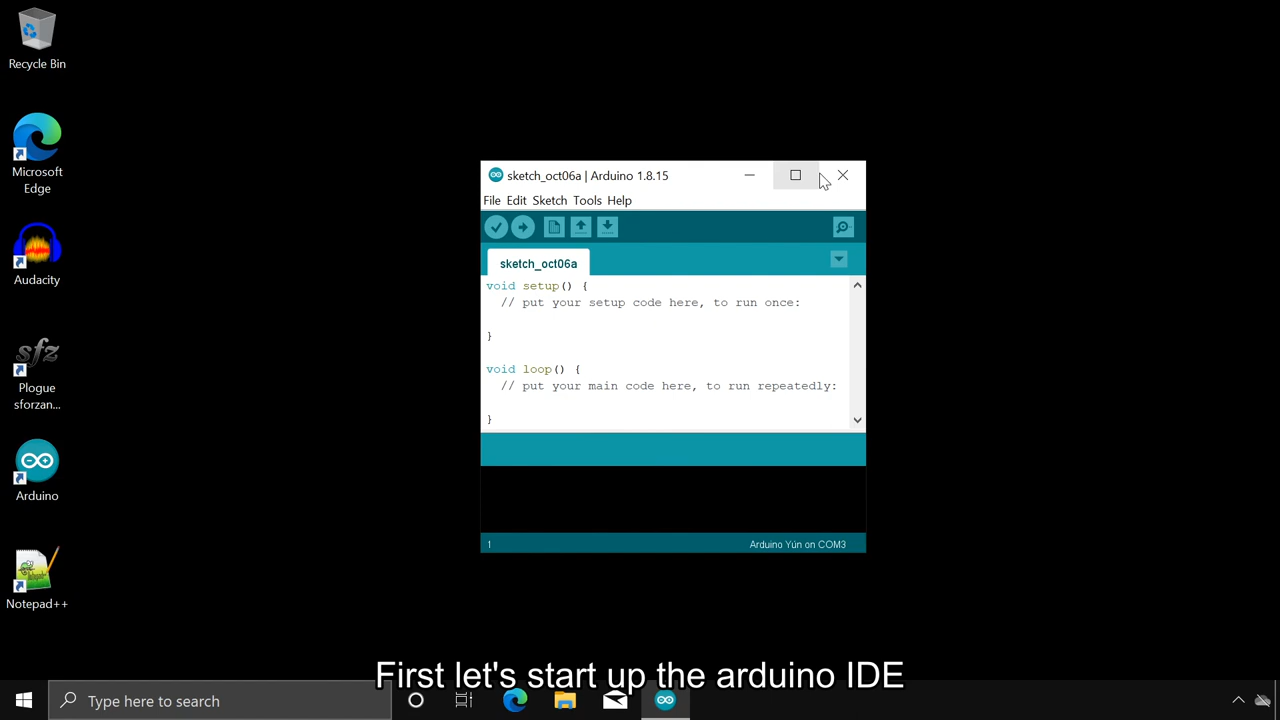 Recycle Bin
Microsoft
Edge
Audacity
sfz
Plogue
sforzan...
Arduino
Notepad++
sketch_oct06a | Arduino 1.8.15
File Edit Sketch Tools Help
sketch_oct06a
void setup() {
// put your setup code here, to run once:
}
void loop() {
// put your main code here, to run repeatedly:
}
1 Arduino Yún on COM3
First let's start up the arduino IDE
Type here to search